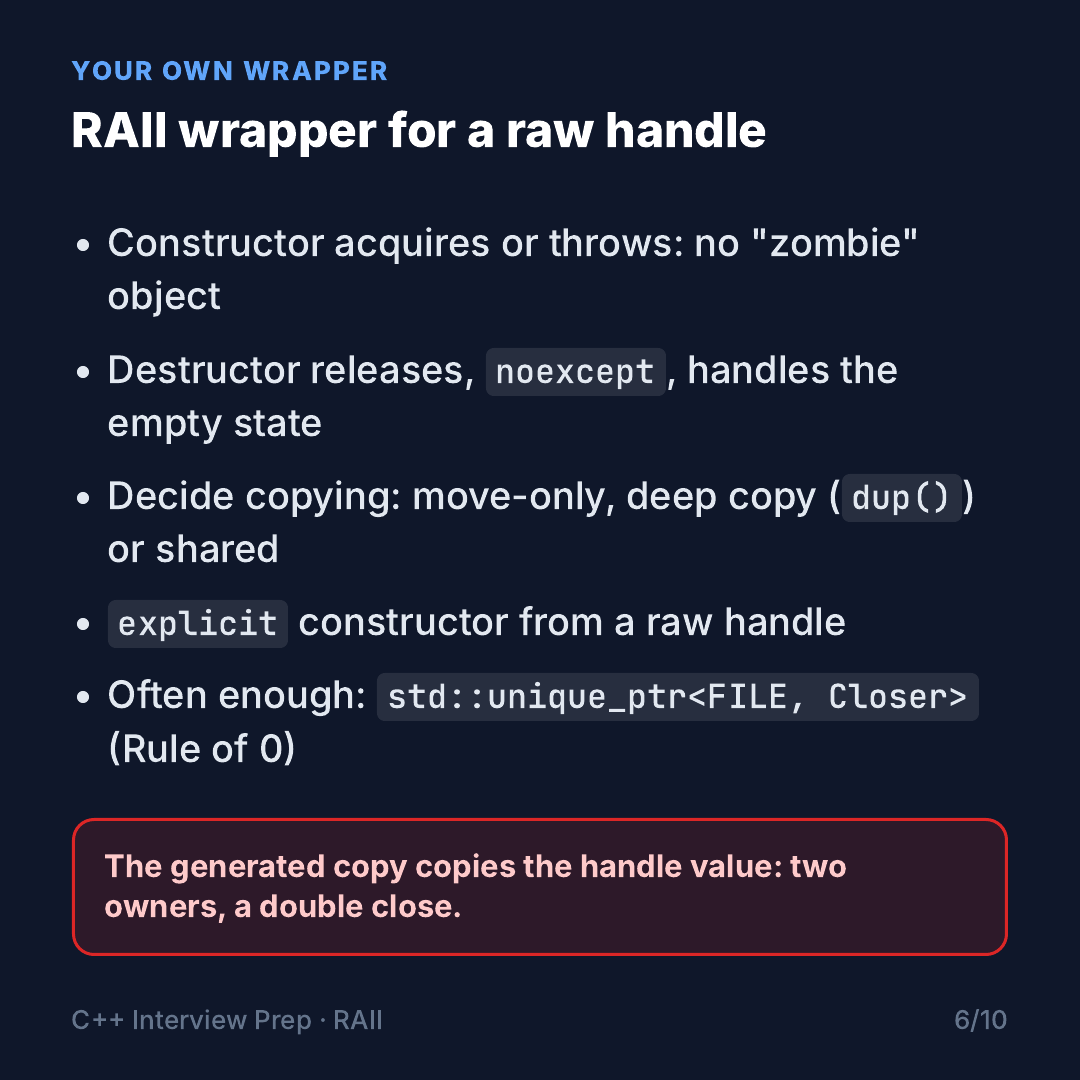 YOUR OWN WRAPPER
RAII wrapper for a raw handle
• Constructor acquires or throws: no "zombie"
object
• Destructor releases, noexcept, handles the
empty state
• Decide copying: move-only, deep copy (dup())
or shared
• explicit constructor from a raw handle
• Often enough: std::unique_ptr<FILE, Closer>
(Rule of 0)
The generated copy copies the handle value: two
owners, a double close.
C++ Interview Prep · RAII
6/10